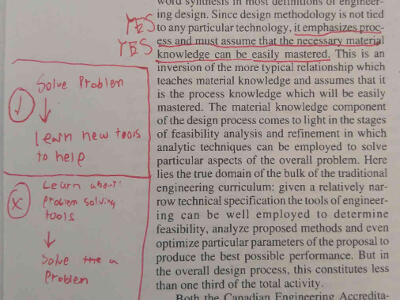 YES
YES
Solve Problem
↓
Learn new tools
to help
Learn about
problem solving
tools
↓
Solve the
Problem
word synthesis in most definitions of engineer-
ing design. Since design methodology is not tied
to any particular technology, it emphasizes proc-
ess and must assume that the necessary material
knowledge can be easily mastered. This is an
inversion of the most typical relationship which
teaches material knowledge and assumes that it
is the process knowledge which will be easily
mastered. The material knowledge component
of the design process comes to light in the stages
of feasibility analysis and refinement in which
analytic techniques can be employed to solve
particular aspects of the overall problem. Here
lies the true domain of the bulk of the traditional
engineering curriculum: given a relatively nar-
row technical specification the tools of engineer-
ing can be well employed to determine
feasibility, analyze proposed methods and even
optimize particular parameters of the proposal to
produce the best possible performance. But in
the overall design process, this constitutes less
than one third of the total activity.
Both the Canadian Engineering Accredita-